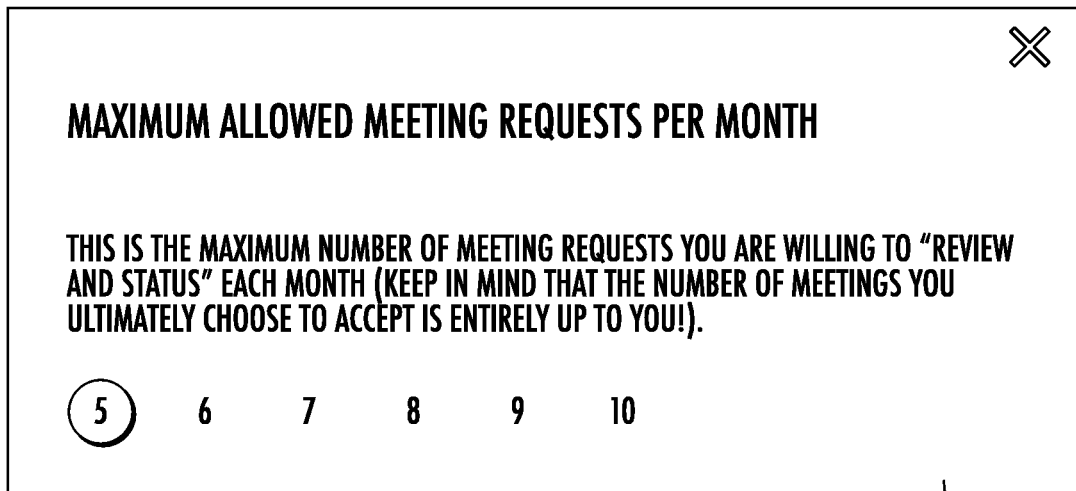 MAXIMUM ALLOWED MEETING REQUESTS PER MONTH
THIS IS THE MAXIMUM NUMBER OF MEETING REQUESTS YOU ARE WILLING TO “REVIEW
AND STATUS” EACH MONTH (KEEP IN MIND THAT THE NUMBER OF MEETINGS YOU
ULTIMATELY CHOOSE TO ACCEPT IS ENTIRELY UP TO YOU!).
5 6 7 8 9 10